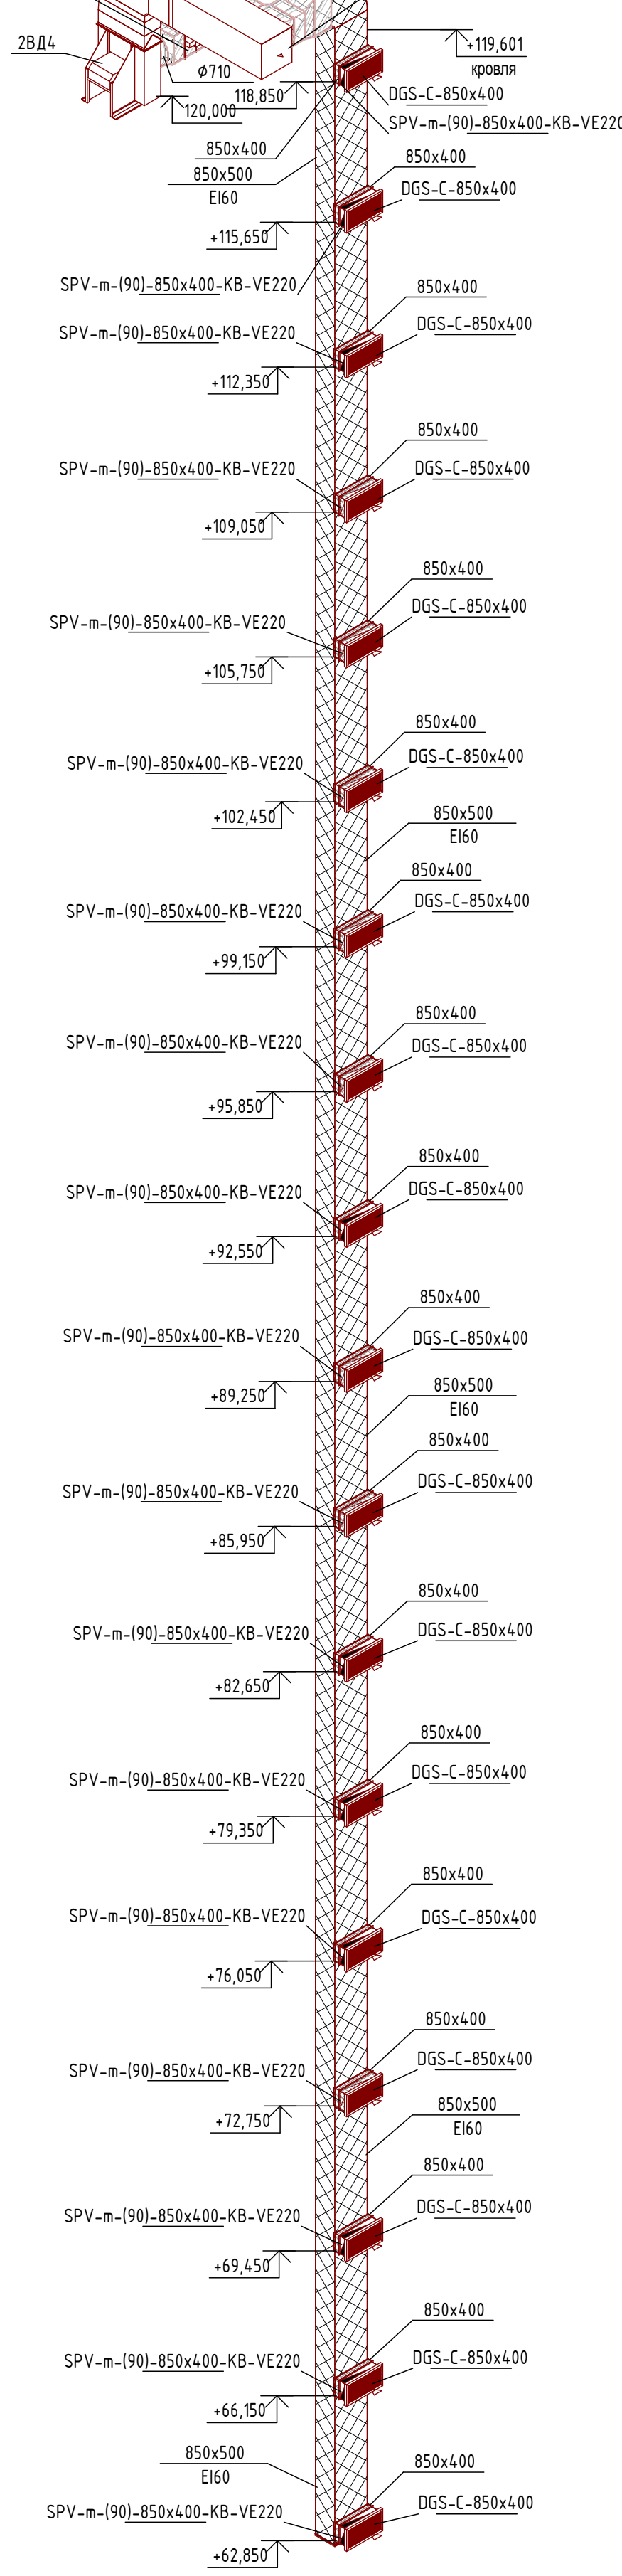 2ВД4
+119,601
кровля
ϕ710
118,850
DGS-C-850x400
120,000
SPV-m-(90)-850x400-KB-VE220
850x400
850x400
850x500
EI60
DGS-C-850x400
+115,650
SPV-m-(90)-850x400-KB-VE220
850x400
SPV-m-(90)-850x400-KB-VE220
DGS-C-850x400
+112,350
850x400
SPV-m-(90)-850x400-KB-VE220
DGS-C-850x400
+109,050
850x400
DGS-C-850x400
SPV-m-(90)-850x400-KB-VE220
+105,750
850x400
DGS-C-850x400
SPV-m-(90)-850x400-KB-VE220
+102,450
850x500
EI60
850x400
DGS-C-850x400
SPV-m-(90)-850x400-KB-VE220
+99,150
850x400
SPV-m-(90)-850x400-KB-VE220
DGS-C-850x400
+95,850
850x400
DGS-C-850x400
SPV-m-(90)-850x400-KB-VE220
+92,550
850x400
SPV-m-(90)-850x400-KB-VE220
DGS-C-850x400
+89,250
850x500
EI60
850x400
DGS-C-850x400
SPV-m-(90)-850x400-KB-VE220
+85,950
850x400
DGS-C-850x400
SPV-m-(90)-850x400-KB-VE220
+82,650
850x400
DGS-C-850x400
SPV-m-(90)-850x400-KB-VE220
+79,350
850x400
SPV-m-(90)-850x400-KB-VE220
DGS-C-850x400
+76,050
850x400
DGS-C-850x400
SPV-m-(90)-850x400-KB-VE220
+72,750
850x500
EI60
850x400
DGS-C-850x400
SPV-m-(90)-850x400-KB-VE220
+69,450
850x400
DGS-C-850x400
SPV-m-(90)-850x400-KB-VE220
+66,150
850x500
EI60
850x400
DGS-C-850x400
SPV-m-(90)-850x400-KB-VE220
+62,850